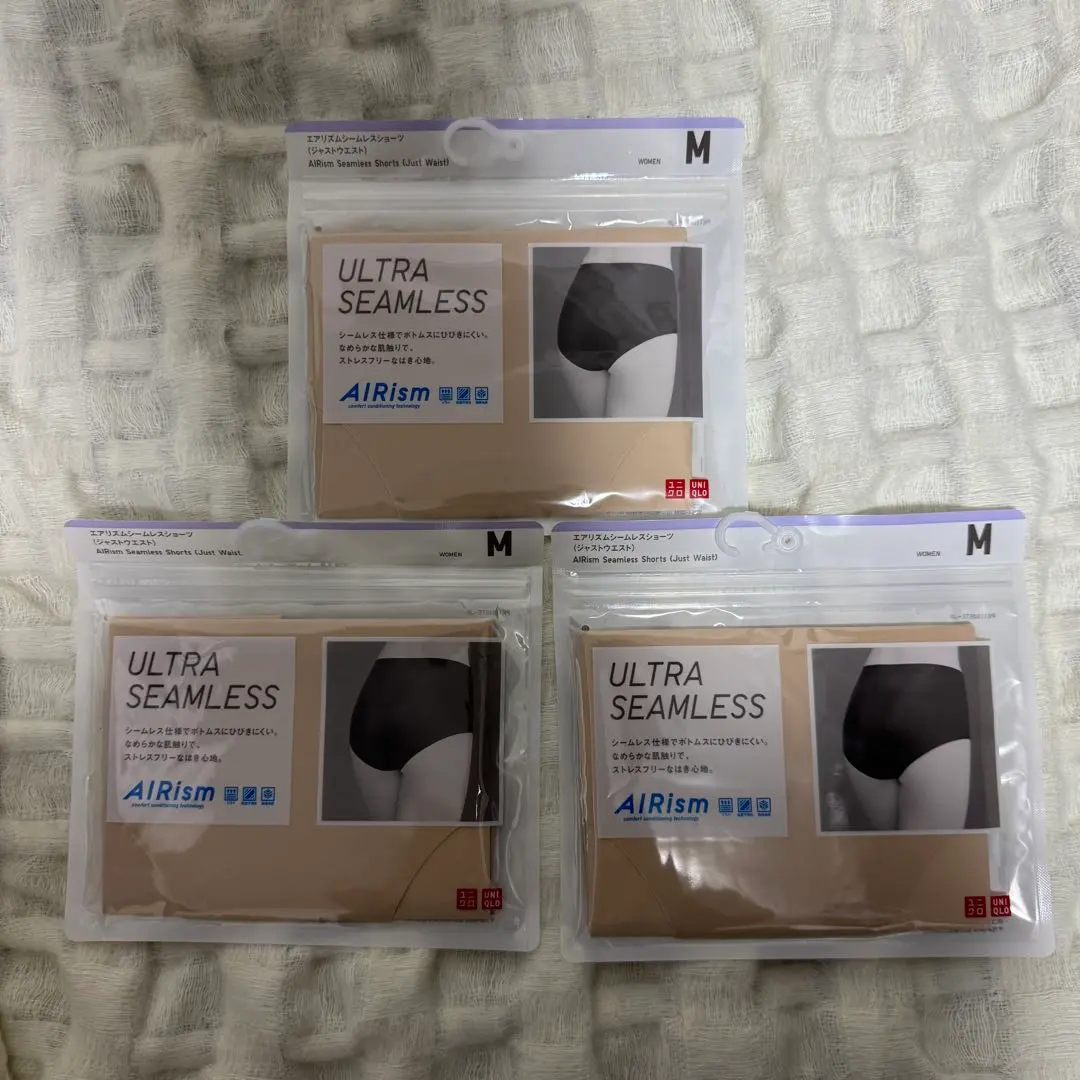 エアリズムシームレスショーツ
(ジャストウエスト)
AIRism Seamless Shorts (Just Waist)
WOMEN
M
ULTRA
SEAMLESS
シームレス仕様でボトムスにひびきにくい。
なめらかな肌触りで、
ストレスフリーなはき心地。
AIRism
comfort conditioning technology
ユニ
クロ
UNI
QLO
エアリズムシームレスショーツ
(ジャストウエスト)
AIRism Seamless Shorts (Just Waist
WOMEN
M
ULTRA
SEAMLESS
シームレス仕様でボトムスにひびきにくい。
なめらかな肌触りで、
ストレスフリーなはき心地。
AIRism
comfort conditioning technology
ユニ
クロ
UNI
QLO
エアリズムシームレスショーツ
(ジャストウエスト)
AIRism Seamless Shorts (Just Waist)
WOMEN
M
ULTRA
SEAMLESS
シームレス仕様でボトムスにひびきにくい。
なめらかな肌触りで、
ストレスフリーなはき心地。
AIRism
comfort conditioning technology
ユニ
クロ
UNI
QLO